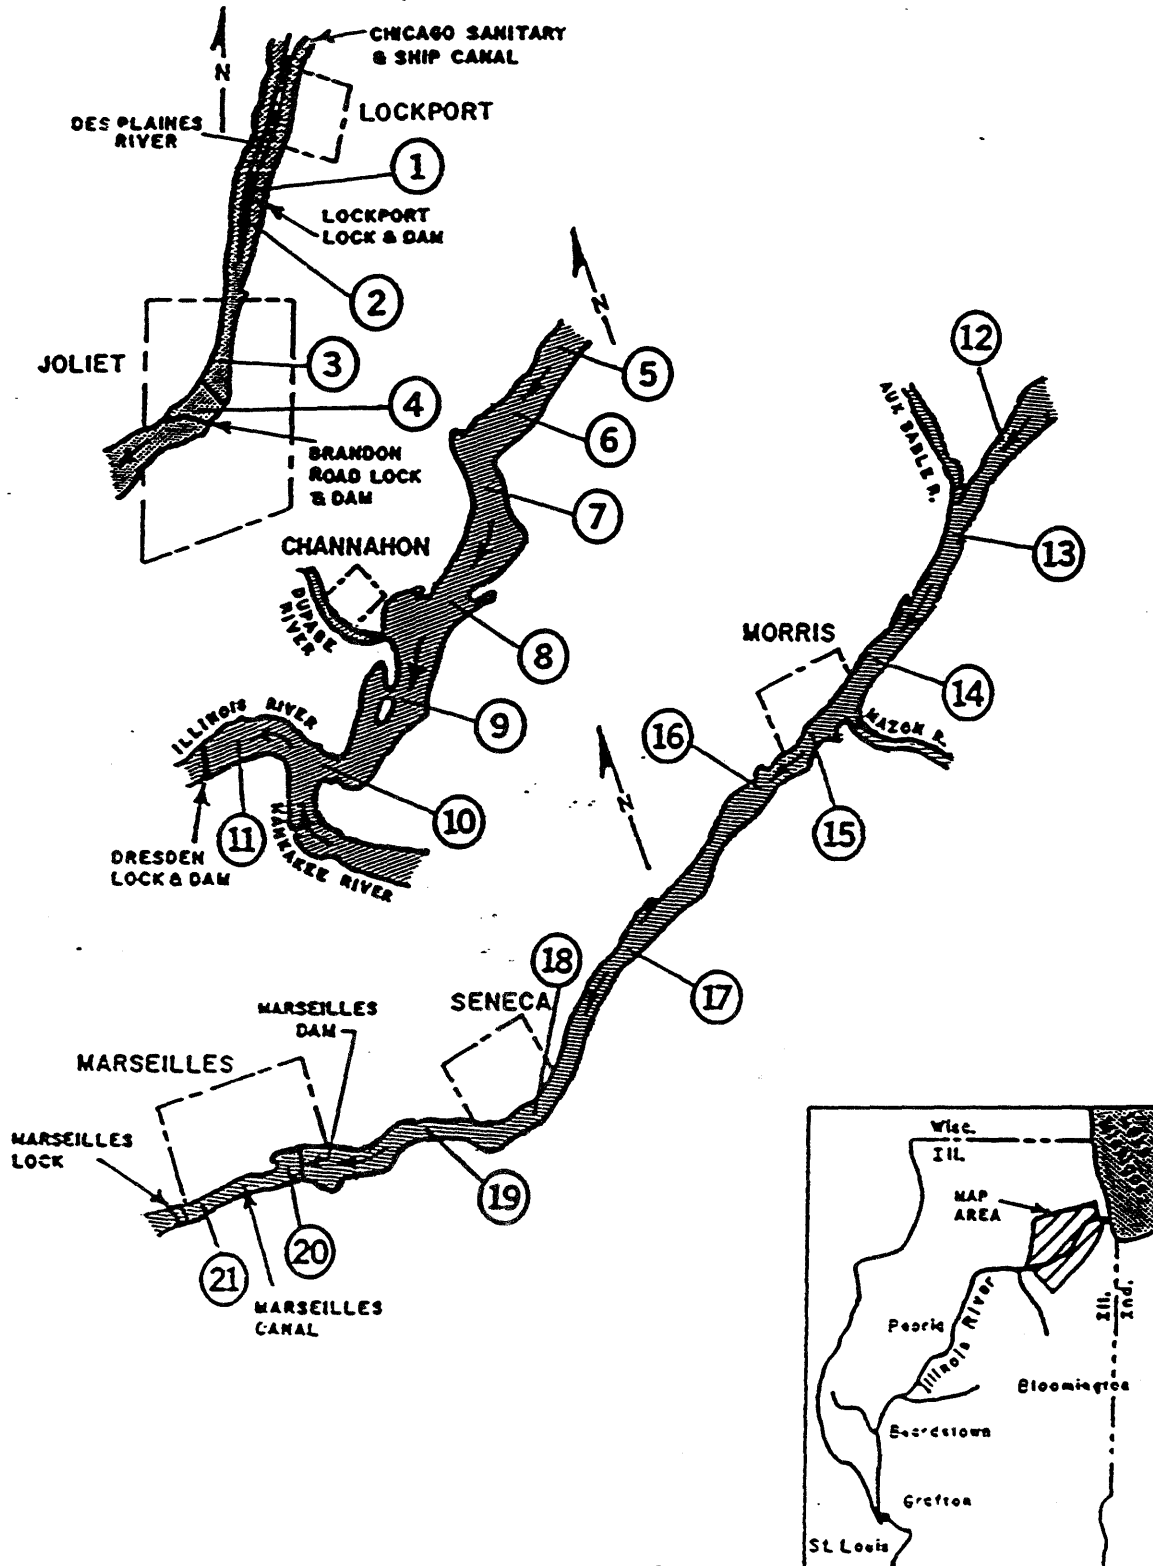 CHICAGO SANITARY
& SHIP CANAL
N
LOCKPORT
DES PLAINES
RIVER
1
LOCKPORT
LOCK & DAM
2
JOLIET
3
4
BRANDON
ROAD LOCK
& DAM
N
5
6
7
CHANNAHON
DUPAGE
RIVER
8
9
ILLINOIS RIVER
10
11
KANKAKEE RIVER
DRESDEN
LOCK & DAM
12
AUX SABLE R.
13
MORRIS
14
MAZON R.
15
16
N
17
18
SENECA
MARSEILLES
DAM
MARSEILLES
MARSEILLES
LOCK
19
20
21
MARSEILLES
CANAL
Wisc.
Ill.
MAP
AREA
Ill.
Ind.
Peoria
Illinois River
Bloomington
Beardstown
Grafton
St. Louis